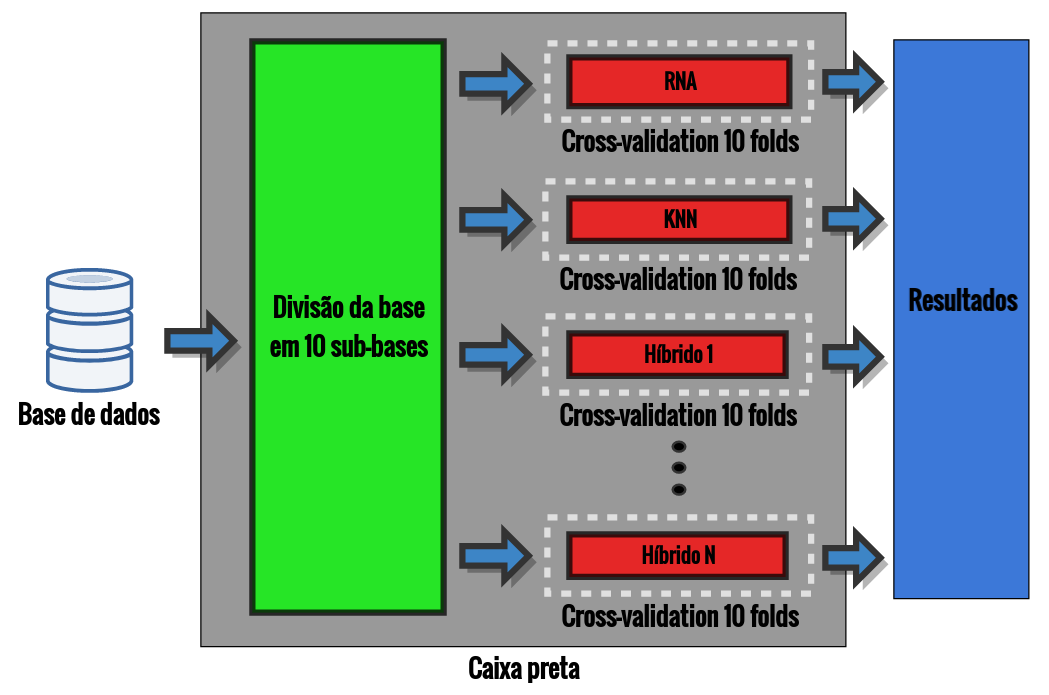 RNA
Cross-validation 10 folds
KNN
Cross-validation 10 folds
Divisão da base
em 10 sub-bases
Resultados
Híbrido 1
Cross-validation 10 folds
Base de dados
Híbrido N
Cross-validation 10 folds
Caixa preta